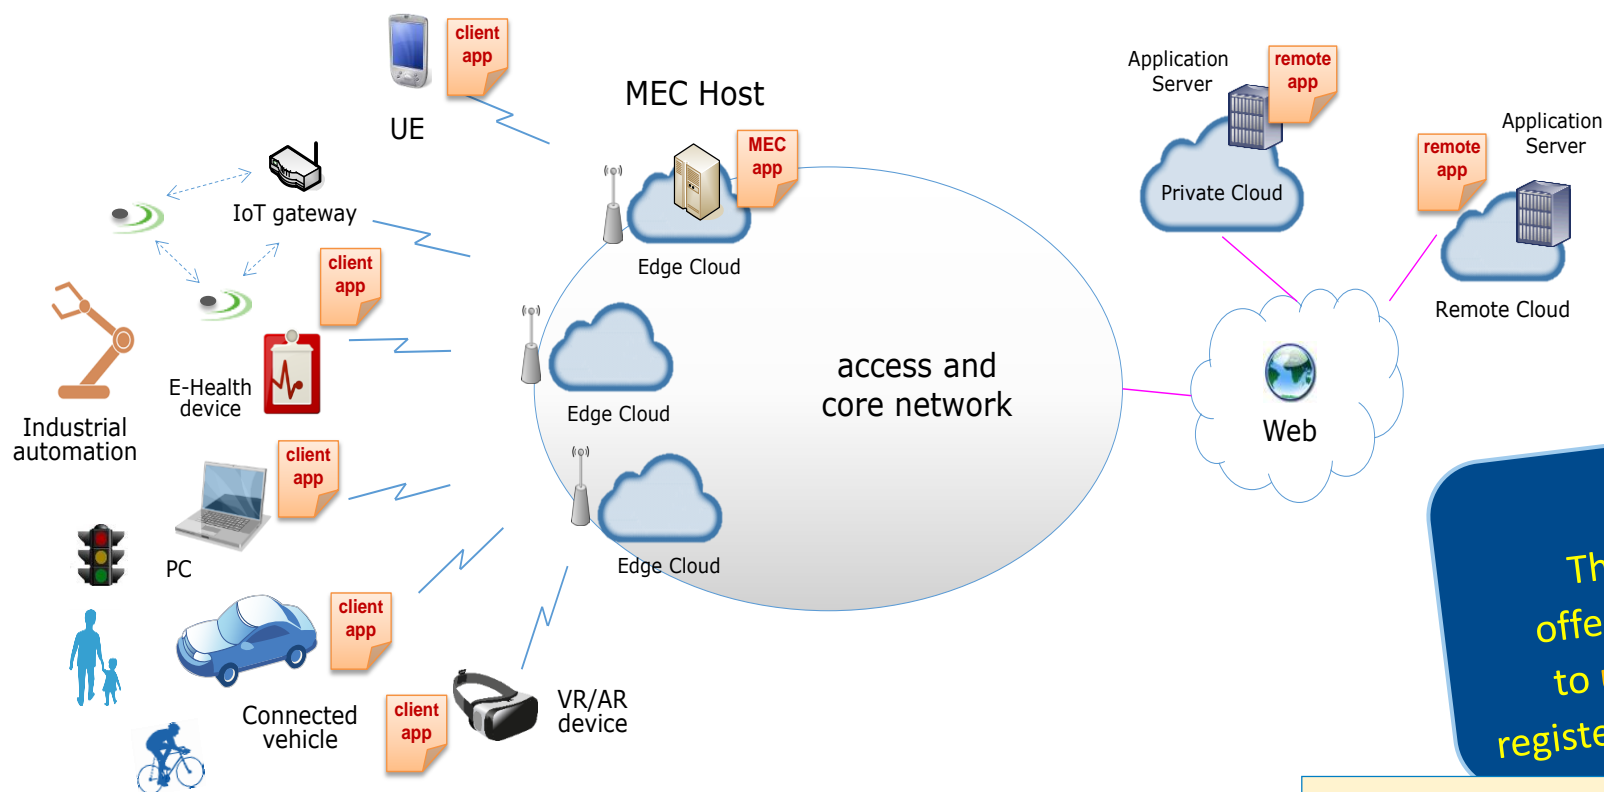 client
app
UE
MEC Host
MEC
app
Edge Cloud
IoT gateway
client
app
E-Health
device
Industrial
automation
client
app
PC
client
app
Connected
vehicle
client
app
VR/AR
device
Edge Cloud
Edge Cloud
access and
core network
Application
Server
remote
app
Private Cloud
remote
app
Application
Server
Remote Cloud
Web
to